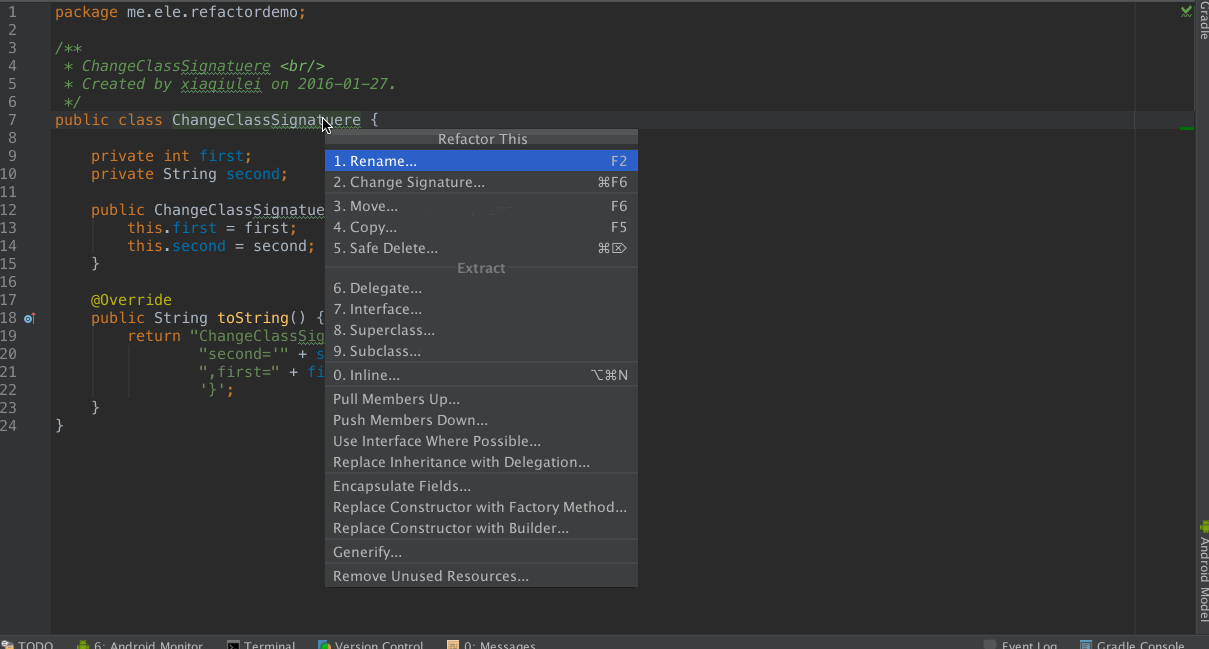 1 package me.ele.refactordemo;
2
3 /**
4 * ChangeClassSignatuere <br/>
5 * Created by xiaqiulei on 2016-01-27.
6 */
7 public class ChangeClassSignatuere {
8
9 private int first;
10 private String second;
11
12 public ChangeClassSignatue
13 this.first = first;
14 this.second = second;
15 }
16
17 @Override
18 public String toString() {
19 return "ChangeClassSig
20 "second='" + s
21 ",first=" + fi
22 '}';
23 }
24 }
Refactor This
1. Rename... F2
2. Change Signature... ⌘F6
3. Move... F6
4. Copy... F5
5. Safe Delete... ⌘⌦
Extract
6. Delegate...
7. Interface...
8. Superclass...
9. Subclass...
0. Inline... ⌥⌘N
Pull Members Up...
Push Members Down...
Use Interface Where Possible...
Replace Inheritance with Delegation...
Encapsulate Fields...
Replace Constructor with Factory Method...
Replace Constructor with Builder...
Generify...
Remove Unused Resources...
Gradle
Android Model
TODO 6: Android Monitor Terminal Version Control 0: Messages Event Log Gradle Console